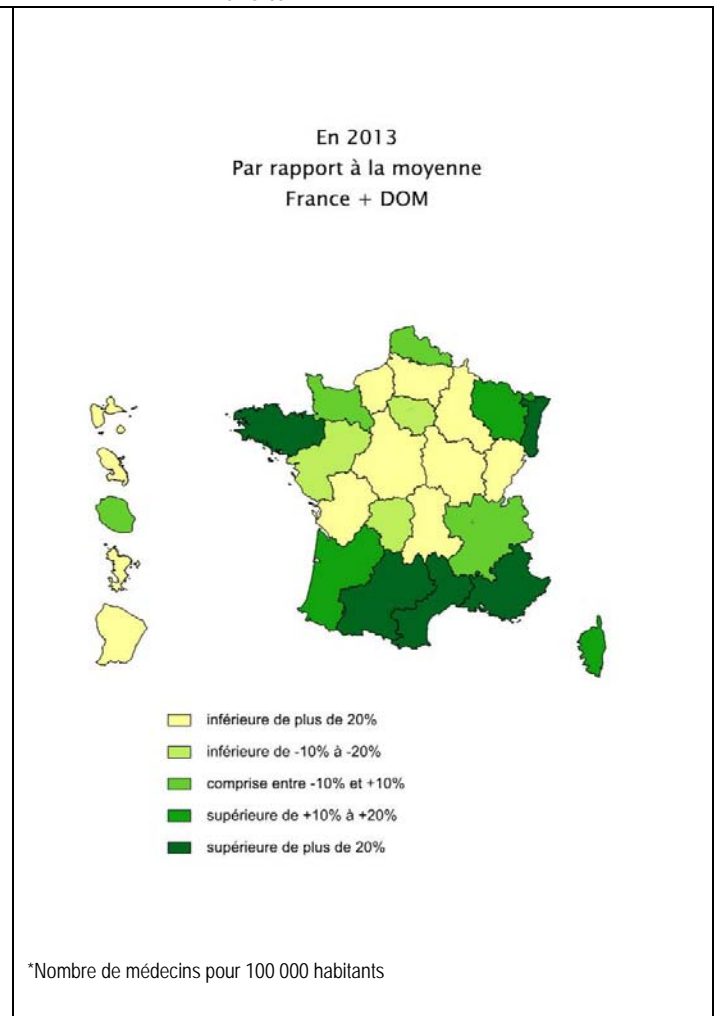 En 2013
Par rapport à la moyenne
France + DOM
inférieure de plus de 20%
inférieure de -10% à -20%
comprise entre -10% et +10%
supérieure de +10% à +20%
supérieure de plus de 20%
*Nombre de médecins pour 100 000 habitants